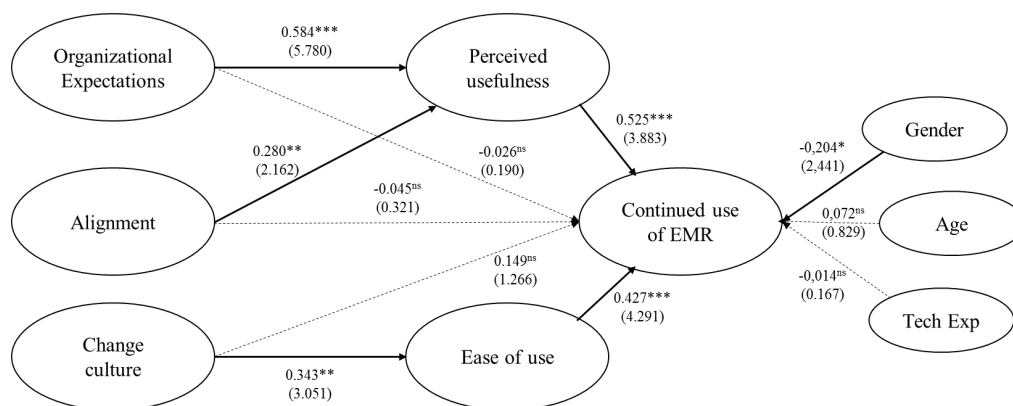 0.584***
(5.780)
Organizational
Expectations
Perceived
usefulness
0.525***
(3.883)
Gender
-0,204*
(2,441)
0.280**
(2.162)
-0.026ns
(0.190)
-0.045ns
(0.321)
Alignment
Continued use
of EMR
0,072ns
(0.829)
Age
0.149ns
(1.266)
-0,014ns
(0.167)
0.427***
(4.291)
Tech Exp
Change
culture
Ease of use
0.343**
(3.051)